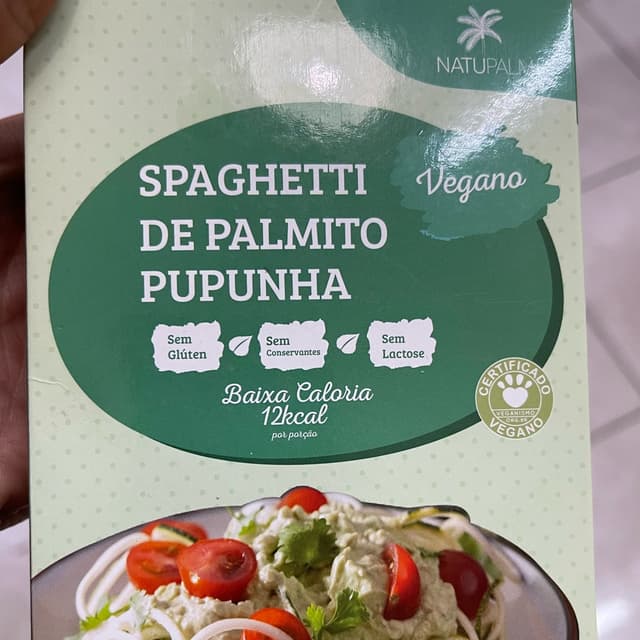 NATUPALM
SPAGHETTI
DE PALMITO
PUPUNHA
Vegano
Sem
Glúten
Sem
Conservantes
Sem
Lactose
Baixa Caloria
12kcal
por porção
CERTIFICADO
VEGANISMO
VEGANO